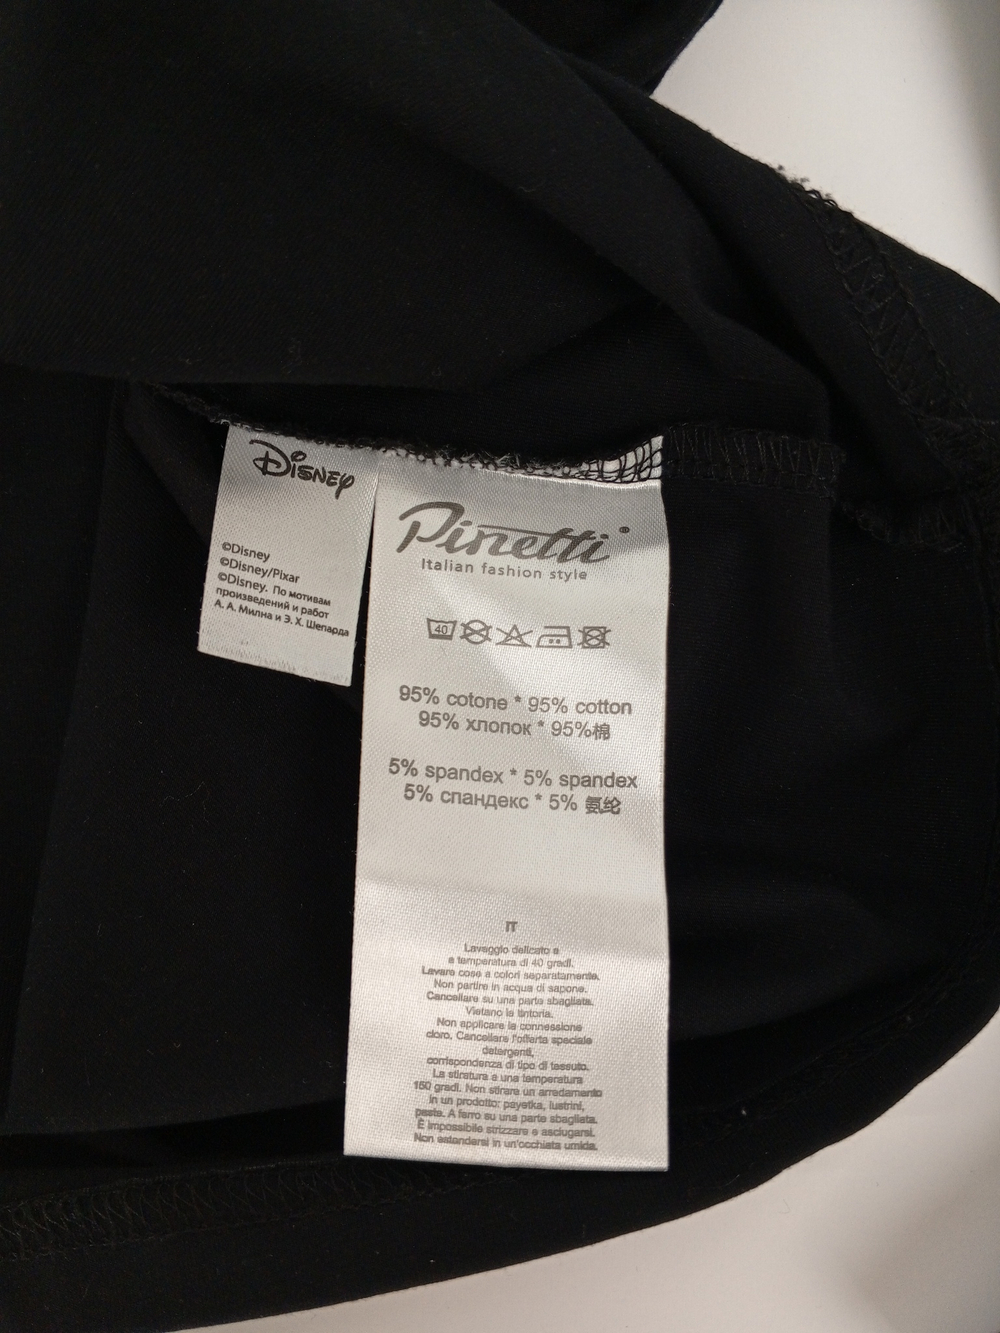 Disney
©Disney
©Disney/Pixar
©Disney. По мотивам
произведений и работ
А. А. Милна и Э. Х. Шепарда
Pinetti®
Italian fashion style
40
95% cotone * 95% cotton
95% хлопок * 95%棉
5% spandex * 5% spandex
5% спандекс * 5% 氨纶
IT
Lavaggio delicato a
a temperatura di 40 gradi.
Lavare cose a colori separatamente.
Non partire in acqua di sapone.
Cancellare su una parte sbagliata.
Vietano la tintoria.
Non applicare la connessione
cloro. Cancellare l'offerta speciale
detergenti,
corrispondenza di tipo di tessuto.
La stiratura a una temperatura
150 gradi. Non stirare un arredamento
in un prodotto: payetka, lustrini,
pasta. A ferro su una parte sbagliata.
È impossibile strizzare e asciugarsi.
Non estendersi in un'occhiata umida.